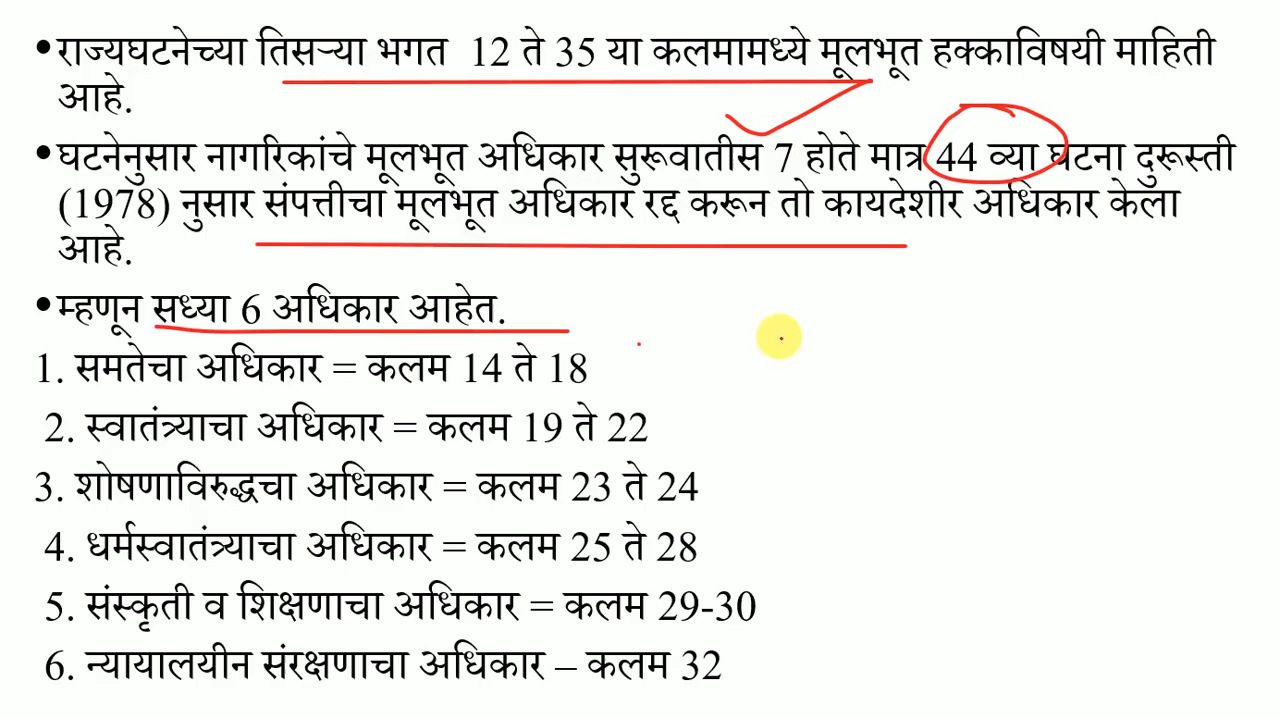 •राज्यघटनेच्या तिसऱ्या भगत 12 ते 35 या कलमामध्ये मूलभूत हक्काविषयी माहिती
आहे.
•घटनेनुसार नागरिकांचे मूलभूत अधिकार सुरूवातीस 7 होते मात्र 44 व्या घटना दुरूस्ती
(1978) नुसार संपत्तीचा मूलभूत अधिकार रद्द करून तो कायदेशीर अधिकार केला
आहे.
•म्हणून सध्या 6 अधिकार आहेत.
1. समतेचा अधिकार = कलम 14 ते 18
2. स्वातंत्र्याचा अधिकार = कलम 19 ते 22
3. शोषणाविरुद्धचा अधिकार = कलम 23 ते 24
4. धर्मस्वातंत्र्याचा अधिकार = कलम 25 ते 28
5. संस्कृती व शिक्षणाचा अधिकार = कलम 29-30
6. न्यायालयीन संरक्षणाचा अधिकार – कलम 32